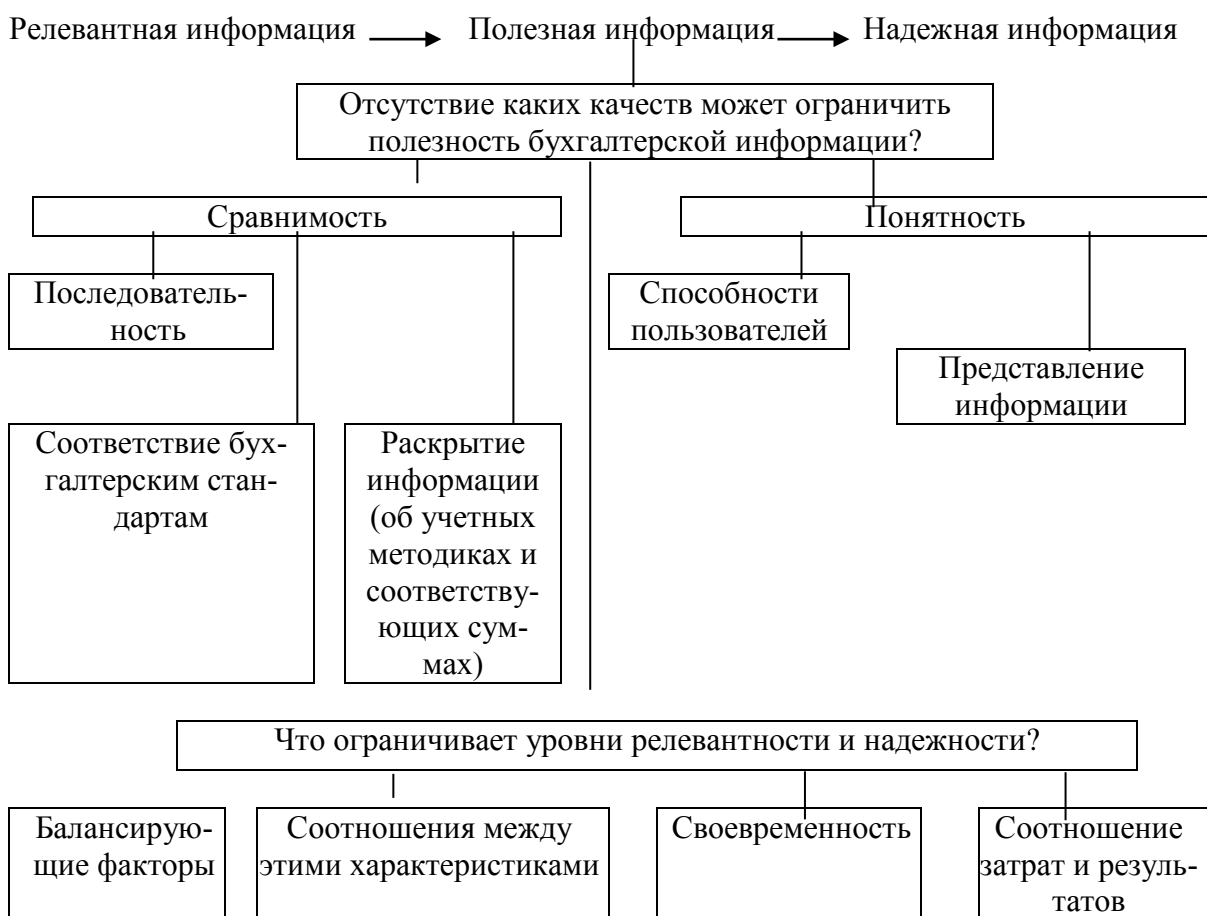 Релевантная информация Полезная информация Надежная информация
Отсутствие каких качеств может ограничить
полезность бухгалтерской информации?
Сравнимость
Понятность
Последователь-
ность
Способности
пользователей
Представление
информации
Соответствие бух-
галтерским стан-
дартам
Раскрытие
информации
(об учетных
методиках и
соответству-
ющих сум-
мах)
Что ограничивает уровни релевантности и надежности?
Балансирую-
щие факторы
Соотношения между
этими характеристиками
Своевременность
Соотношение
затрат и резуль-
татов